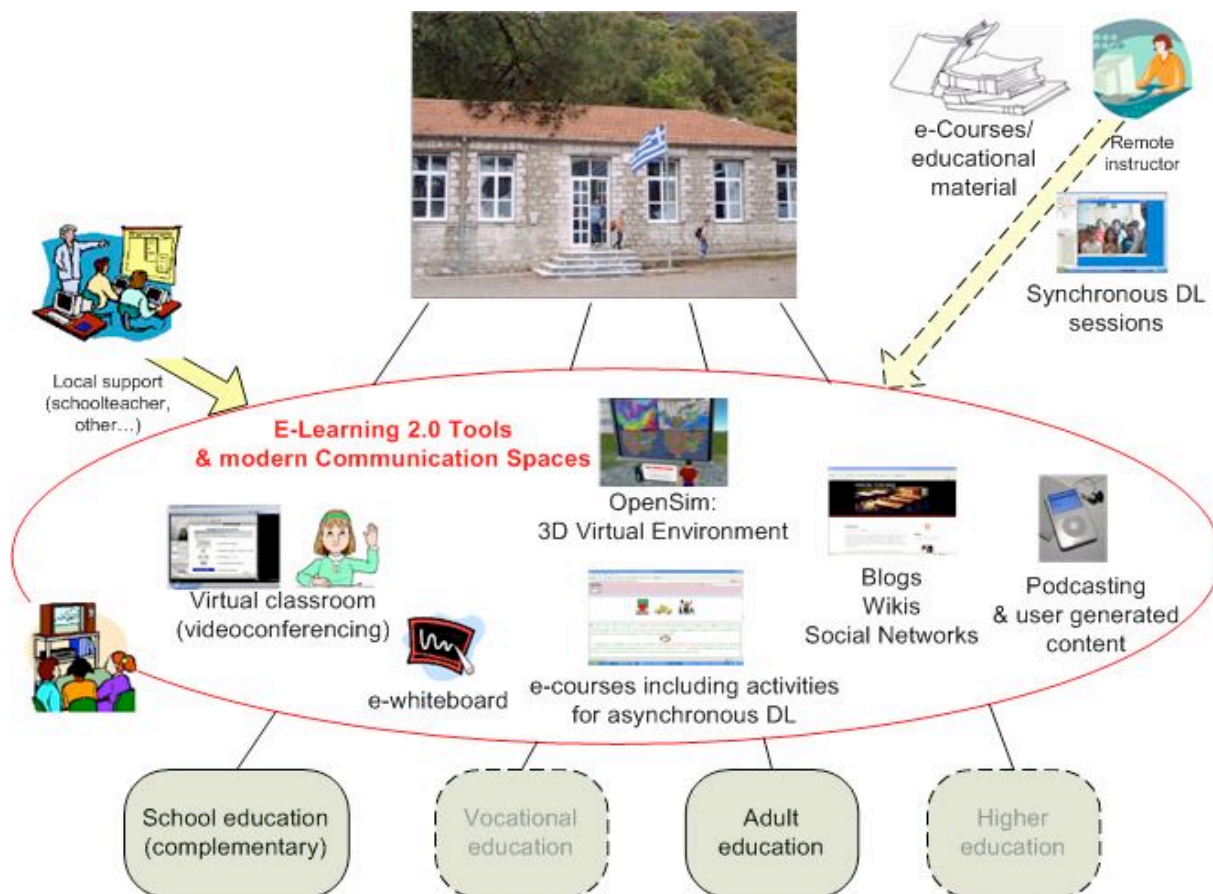 e-Courses/
educational
material
Remote
instructor
Synchronous DL
sessions
Local support
(schoolteacher,
other...)
E-Learning 2.0 Tools
& modern Communication Spaces
OpenSim:
3D Virtual Environment
Virtual classroom
(videoconferencing)
e-whiteboard
e-courses including activities
for asynchronous DL
Blogs
Wikis
Social Networks
Podcasting
& user generated
content
School education
(complementary)
Vocational
education
Adult
education
Higher
education